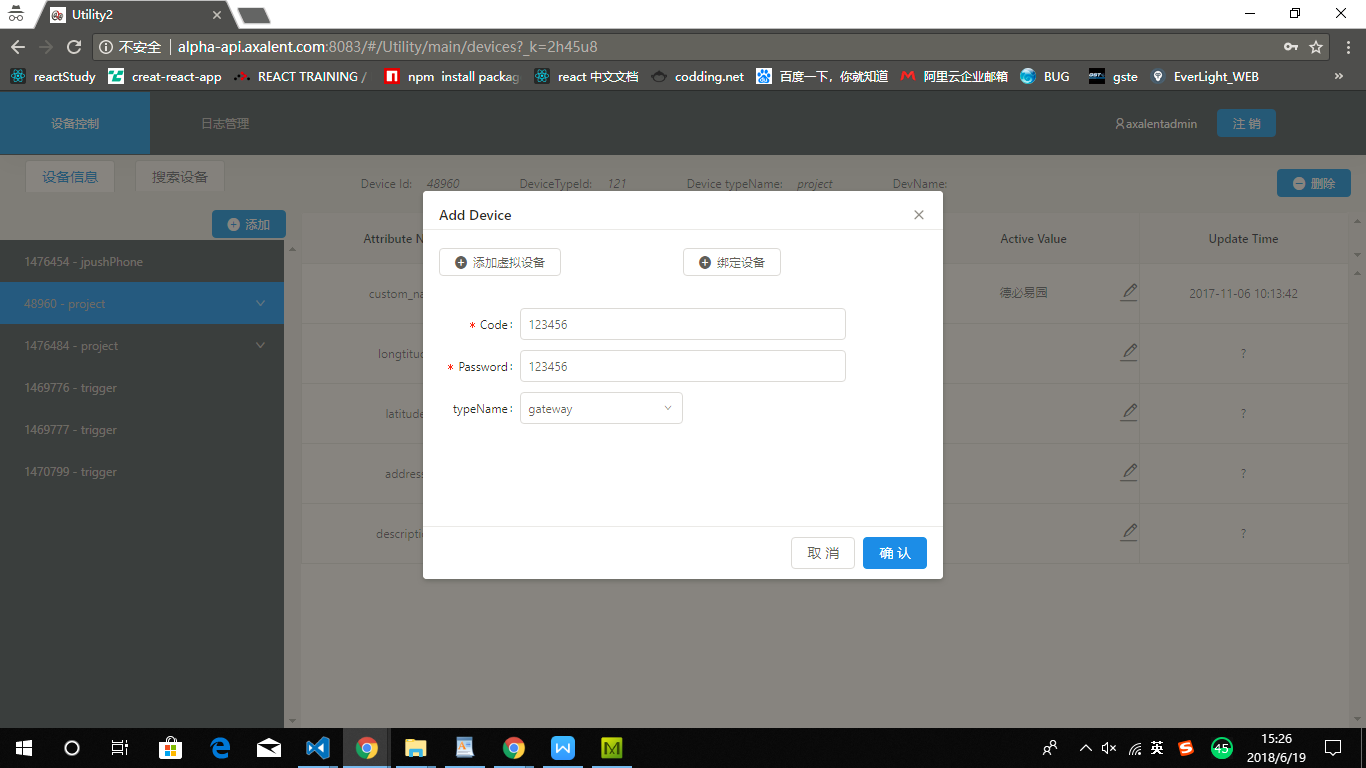 Utility2
不安全 alpha-api.axalent.com:8083/#/Utility/main/devices?_k=2h45u8
reactStudy creat-react-app REACT TRAINING / npm install packag react 中文文档 codding.net 百度一下，你就知道 阿里云企业邮箱 BUG gste EverLight_WEB »
设备控制 日志管理 axalentadmin 注 销
设备信息 搜索设备 Device Id: 48960 DeviceTypeId: 121 Device typeName: project DevName: 删除
添加
1476454 - jpushPhone
48960 - project
1476484 - project
1469776 - trigger
1469777 - trigger
1470799 - trigger
Attribute N Active Value Update Time
custom_na 德必易园 2017-11-06 10:13:42
longtitud ?
latitude ?
address ?
descriptio ?
Add Device
添加虚拟设备 绑定设备
* Code: 123456
* Password: 123456
typeName: gateway
取 消 确 认
英 45 15:26
2018/6/19